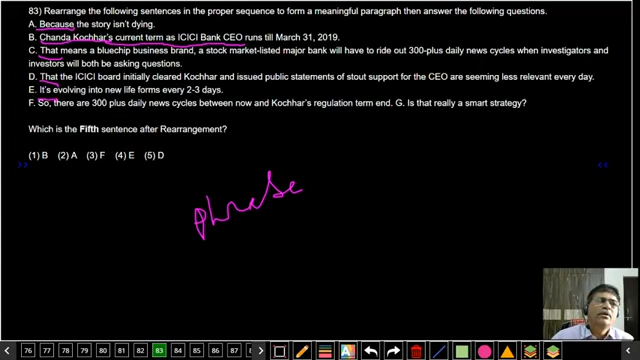 83) Rearrange the following sentences in the proper sequence to form a meaningful paragraph then answer the following questions.
A. Because the story isn't dying.
B. Chanda Kochhar's current term as ICICI Bank CEO runs till March 31, 2019.
C. That means a bluechip business brand, a stock market-listed major bank will have to ride out 300-plus daily news cycles when investigators and
investors will both be asking questions.
D. That the ICICI board initially cleared Kochhar and issued public statements of stout support for the CEO are seeming less relevant every day.
E. It's evolving into new life forms every 2-3 days.
F. So, there are 300 plus daily news cycles between now and Kochhar's regulation term end. G. Is that really a smart strategy?
Which is the Fifth sentence after Rearrangement?
(1) B (2) A (3) F (4) E (5) D
phrase
76 77 78 79 80 81 82 83 84 85 86 87 88